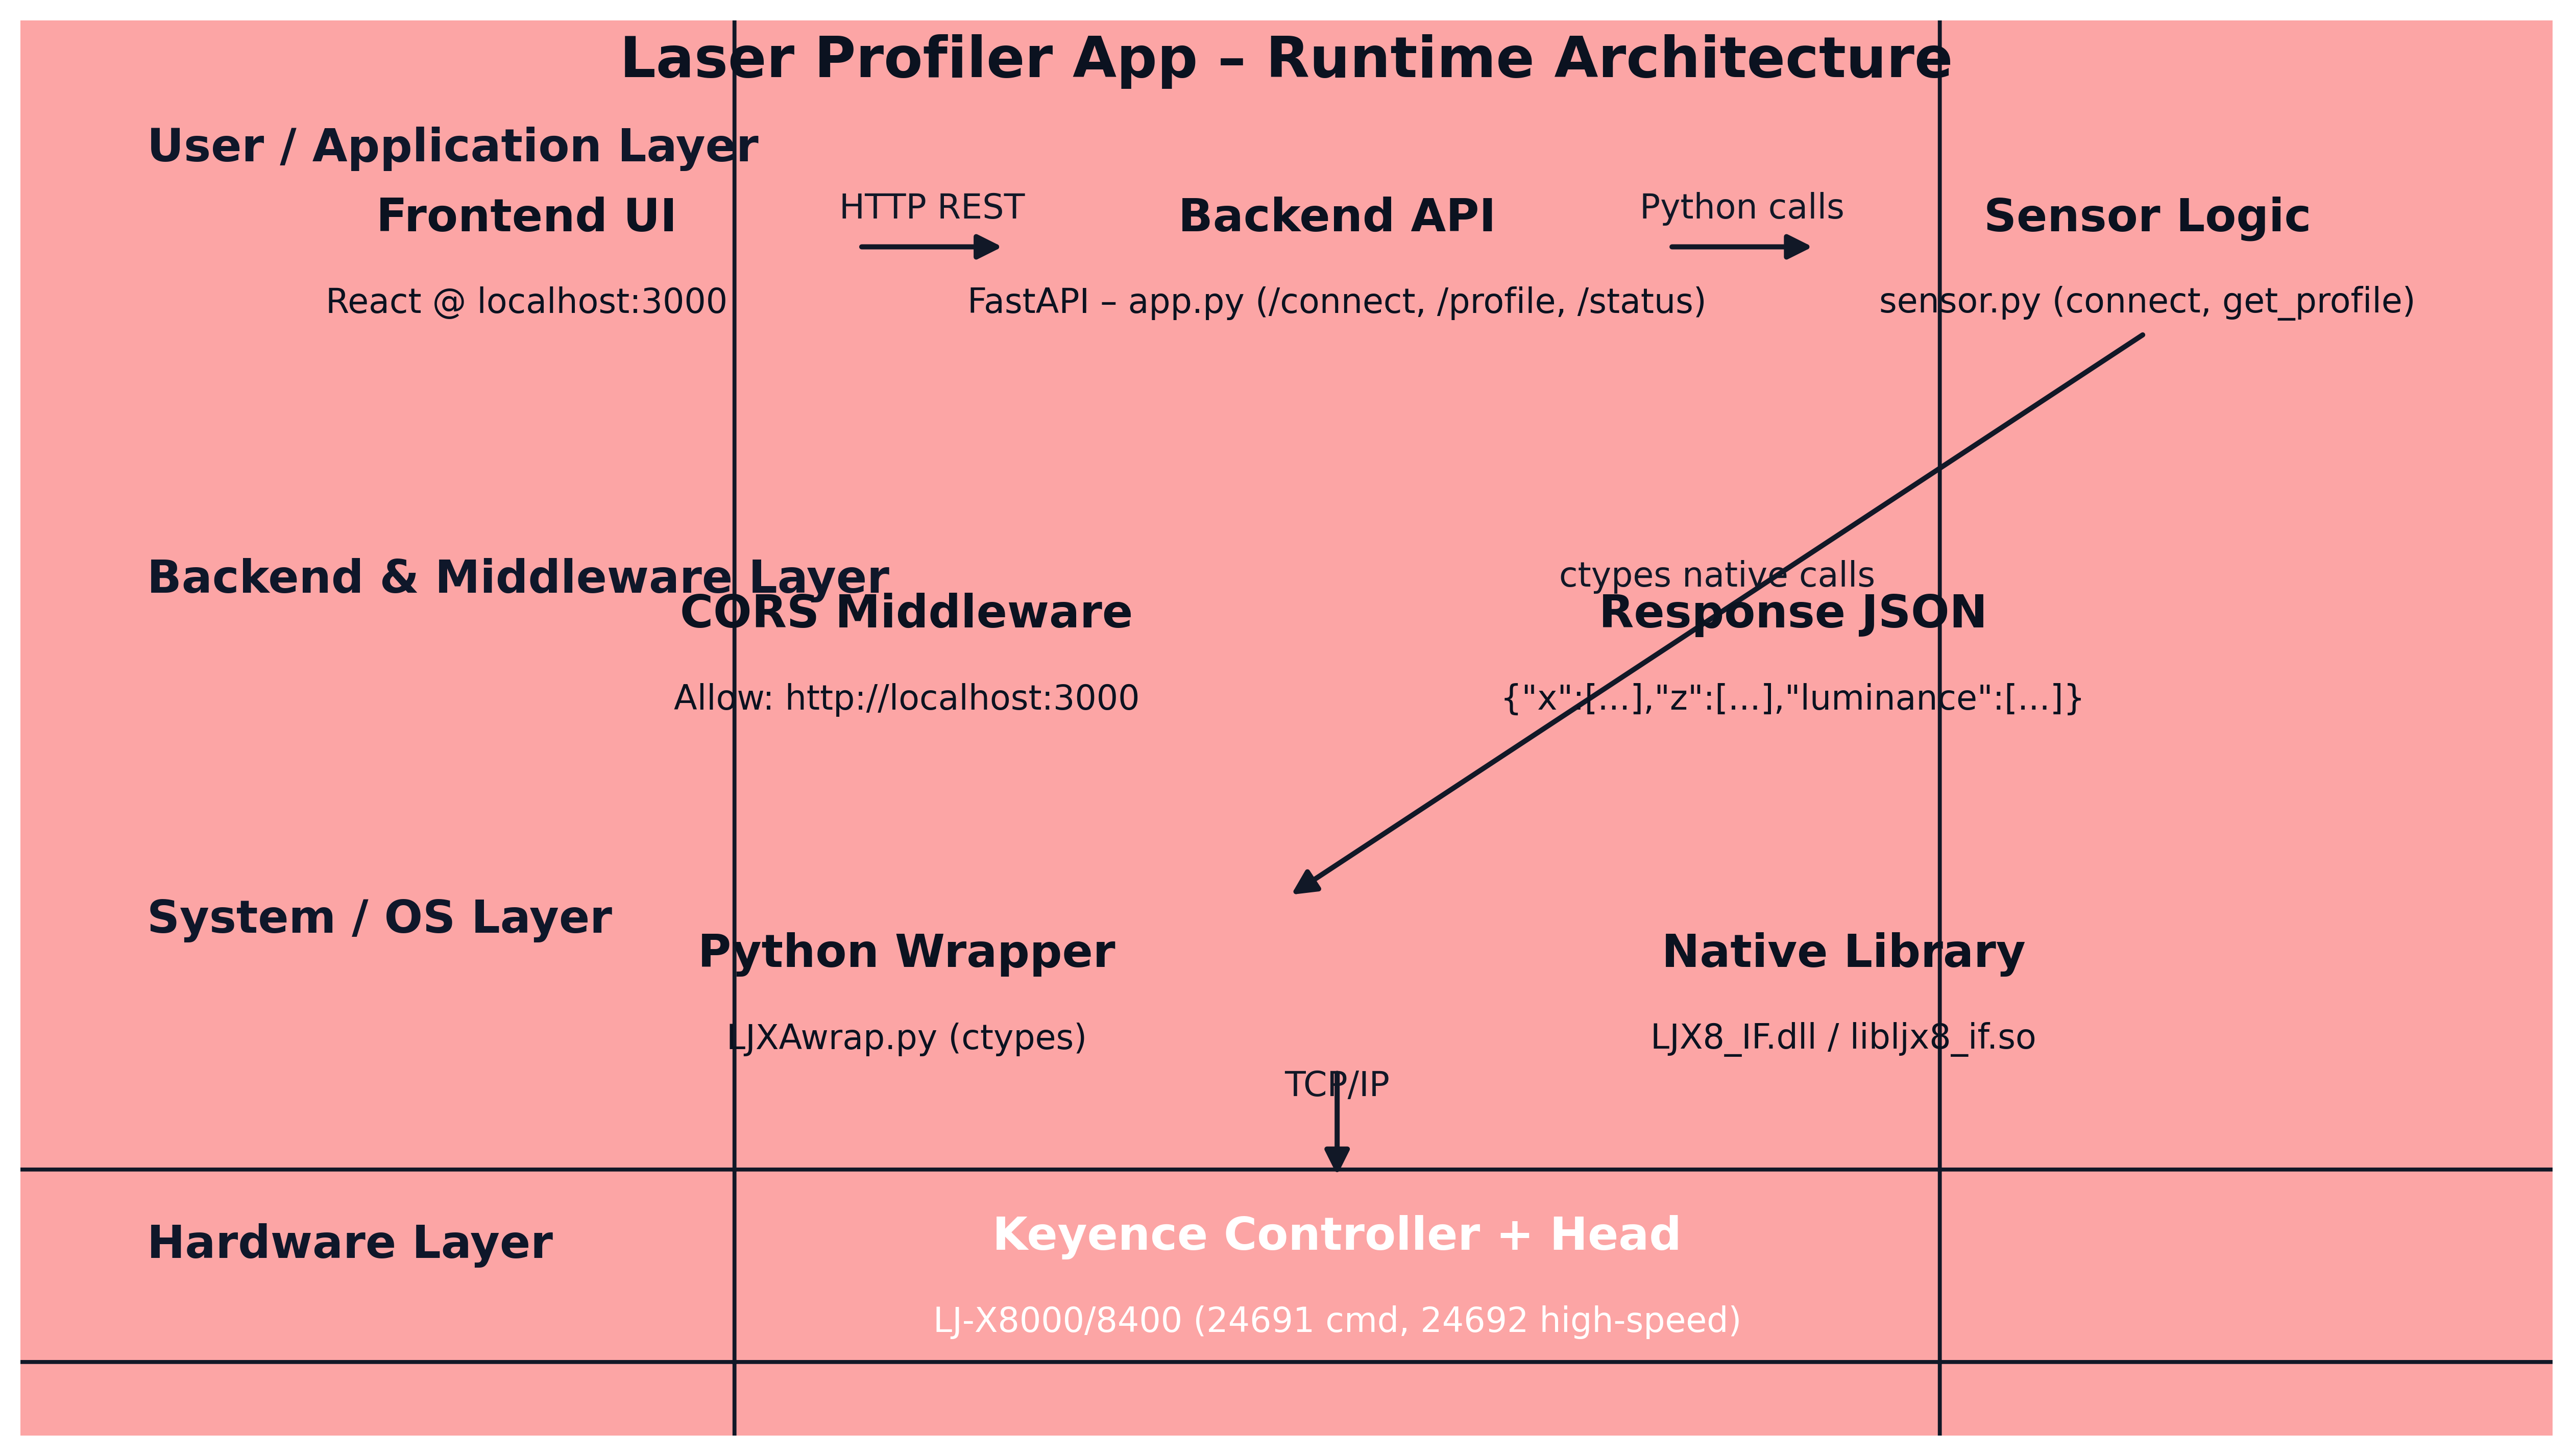 Laser Profiler App – Runtime Architecture
User / Application Layer
Frontend UI
HTTP REST
Backend API
Python calls
Sensor Logic
React @ localhost:3000
FastAPI – app.py (/connect, /profile, /status)
sensor.py (connect, get_profile)
Backend & Middleware Layer
ctypes native calls
CORS Middleware
Response JSON
Allow: http://localhost:3000
{"x":[...],"z":[...],"luminance":[...]}
System / OS Layer
Python Wrapper
Native Library
LJXAwrap.py (ctypes)
LJX8_IF.dll / libljx8_if.so
TCP/IP
Hardware Layer
Keyence Controller + Head
LJ-X8000/8400 (24691 cmd, 24692 high-speed)